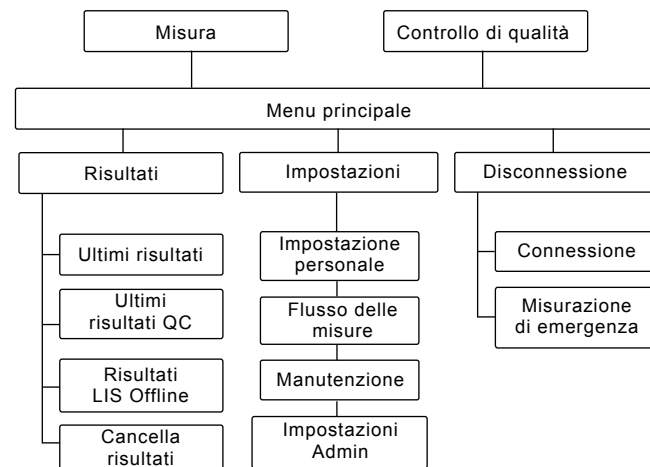 Misura
Controllo di qualità
Menu principale
Risultati
Impostazioni
Disconnessione
Ultimi risultati
Ultimi
risultati QC
Risultati
LIS Offline
Cancella
risultati
Impostazione
personale
Flusso delle
misure
Manutenzione
Impostazioni
Admin
Connessione
Misurazione
di emergenza